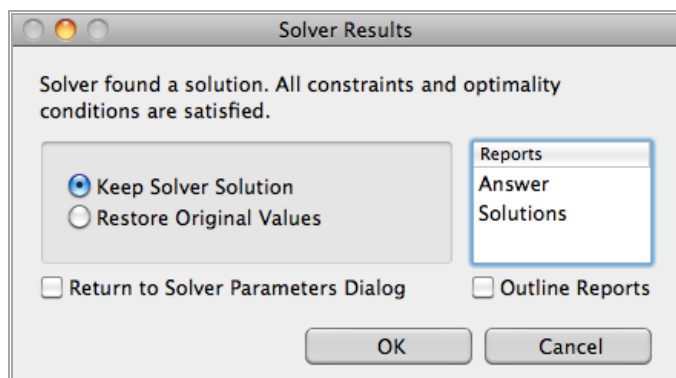 Solver Results
Solver found a solution. All constraints and optimality
conditions are satisfied.
Keep Solver Solution
Restore Original Values
Reports
Answer
Solutions
Return to Solver Parameters Dialog
Outline Reports
OK
Cancel